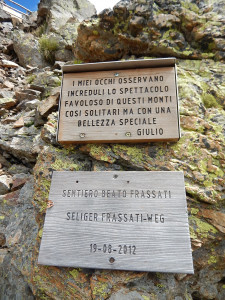 I MIEI OCCHI OSSERVANO
INCREDULI LO SPETTACOLO
FAVOLOSO DI QUESTI MONTI
COSI SOLITARI MA CON UNA
BELLEZZA SPECIALE
GIULIO
SENTIERO BEATO FRASSATI
SELIGER FRASSATI-WEG
19-08-2012